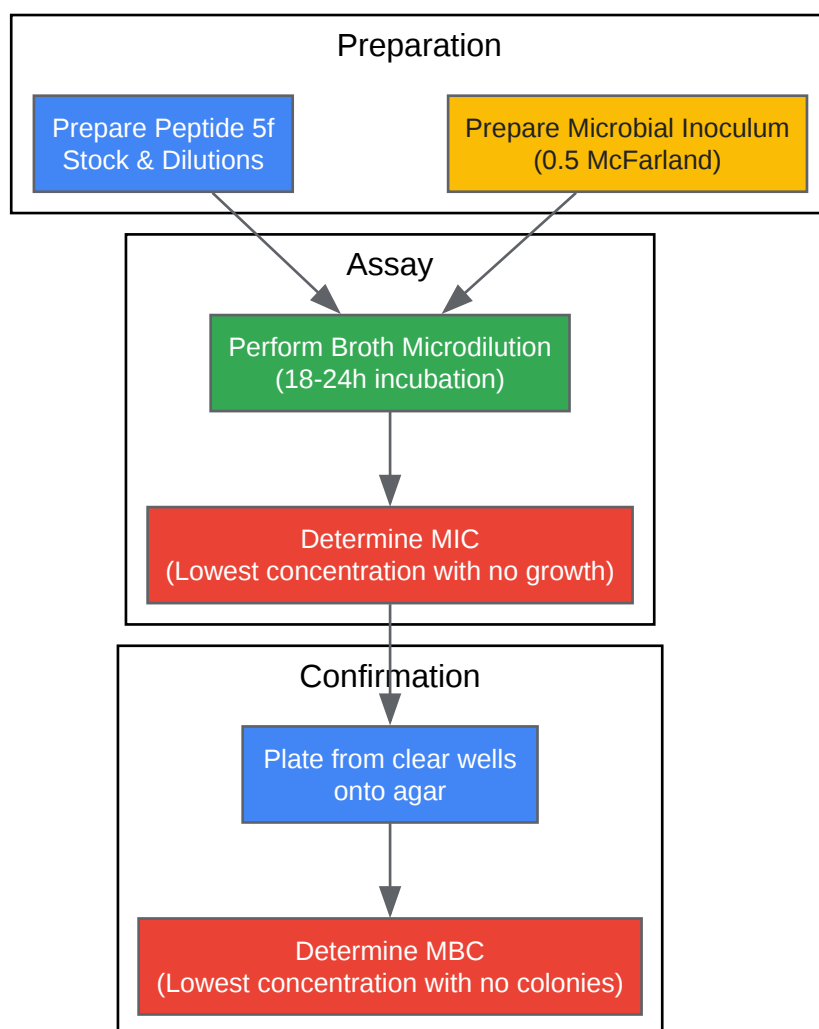 Preparation
Prepare Peptide 5f
Stock & Dilutions
Prepare Microbial Inoculum
(0.5 McFarland)
Assay
Perform Broth Microdilution
(18-24h incubation)
Determine MIC
(Lowest concentration with no growth)
Confirmation
Plate from clear wells
onto agar
Determine MBC
(Lowest concentration with no colonies)